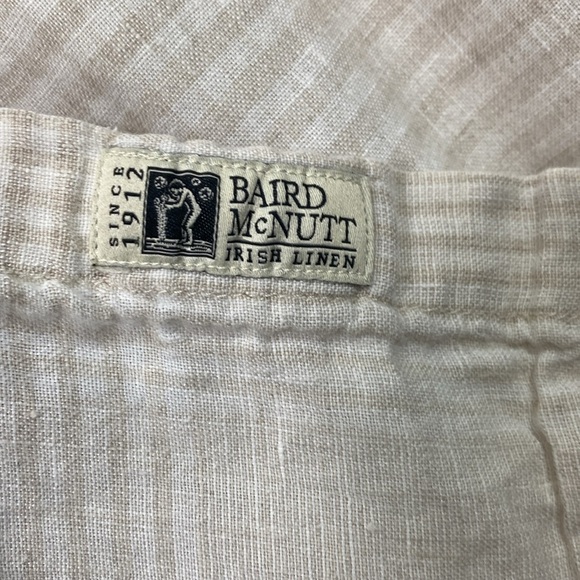 SINCE
1912
BAIRD
McNUTT
IRISH LINEN